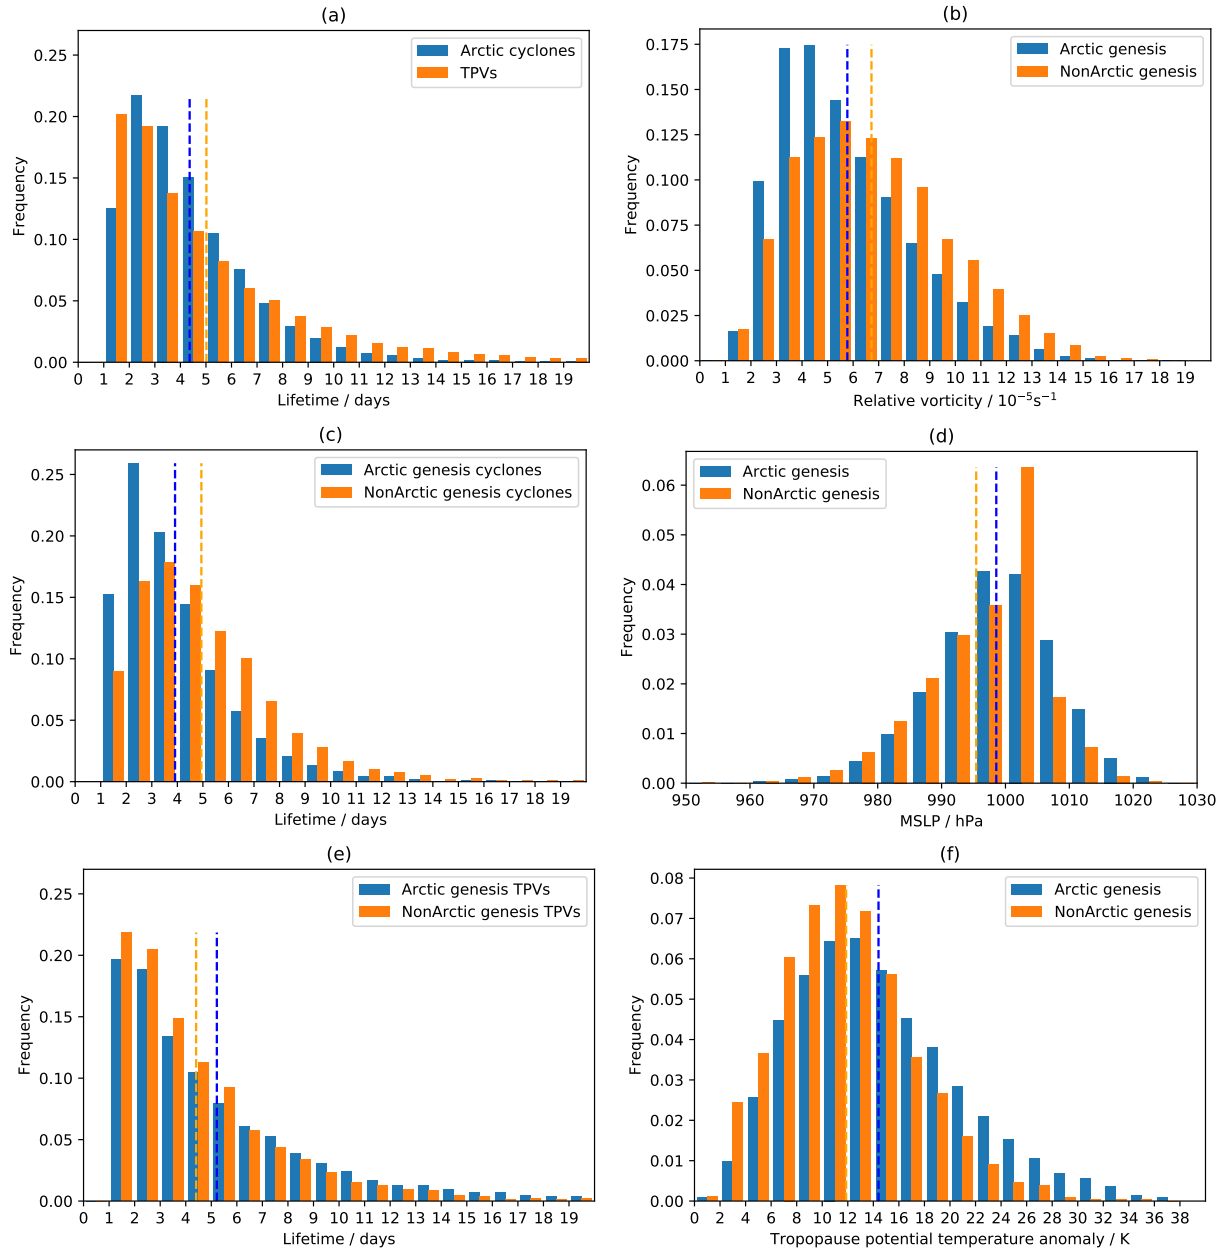 (a)
Arctic cyclones
TPVs
0.25
0.20
0.15
0.10
0.05
0.00
Frequency
0 1 2 3 4 5 6 7 8 9 10 11 12 13 14 15 16 17 18 19
Lifetime / days
(b)
Arctic genesis
NonArctic genesis
0.175
0.150
0.125
0.100
0.075
0.050
0.025
0.000
Frequency
0 1 2 3 4 5 6 7 8 9 10 11 12 13 14 15 16 17 18 19
Relative vorticity / 10⁻⁵s⁻¹
(c)
Arctic genesis cyclones
NonArctic genesis cyclones
0.25
0.20
0.15
0.10
0.05
0.00
Frequency
0 1 2 3 4 5 6 7 8 9 10 11 12 13 14 15 16 17 18 19
Lifetime / days
(d)
Arctic genesis
NonArctic genesis
0.06
0.05
0.04
0.03
0.02
0.01
0.00
Frequency
950 960 970 980 990 1000 1010 1020 1030
MSLP / hPa
(e)
Arctic genesis TPVs
NonArctic genesis TPVs
0.25
0.20
0.15
0.10
0.05
0.00
Frequency
0 1 2 3 4 5 6 7 8 9 10 11 12 13 14 15 16 17 18 19
Lifetime / days
(f)
Arctic genesis
NonArctic genesis
0.08
0.07
0.06
0.05
0.04
0.03
0.02
0.01
0.00
Frequency
0 2 4 6 8 10 12 14 16 18 20 22 24 26 28 30 32 34 36 38
Tropopause potential temperature anomaly / K